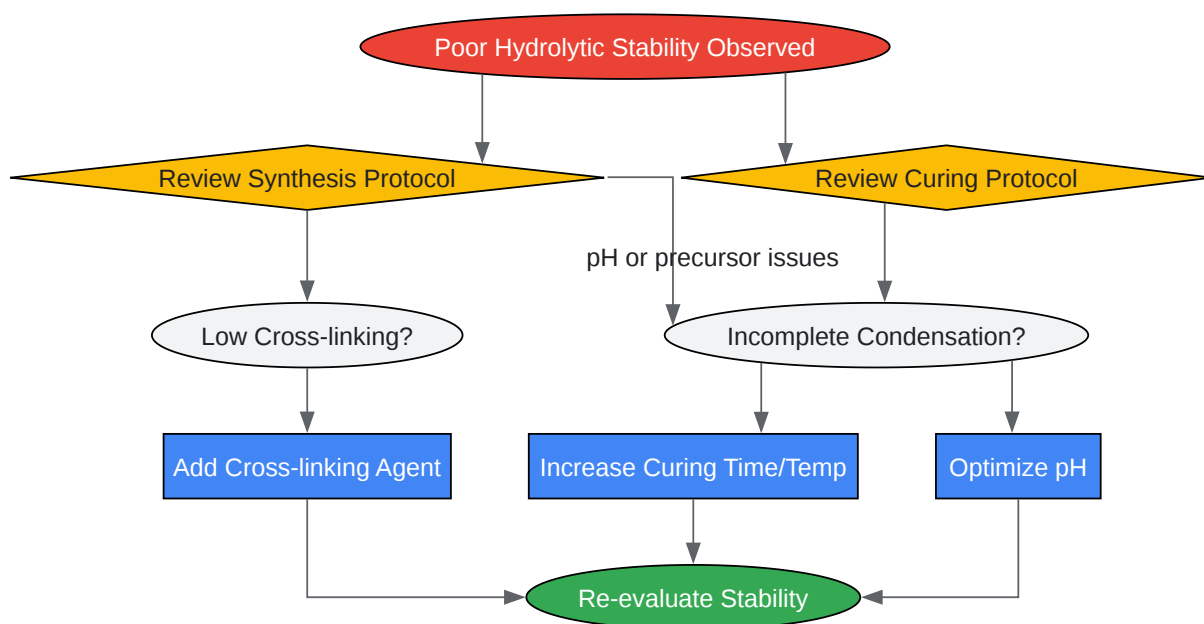 Poor Hydrolytic Stability Observed
Review Synthesis Protocol
Review Curing Protocol
pH or precursor issues
Low Cross-linking?
Incomplete Condensation?
Add Cross-linking Agent
Increase Curing Time/Temp
Optimize pH
Re-evaluate Stability